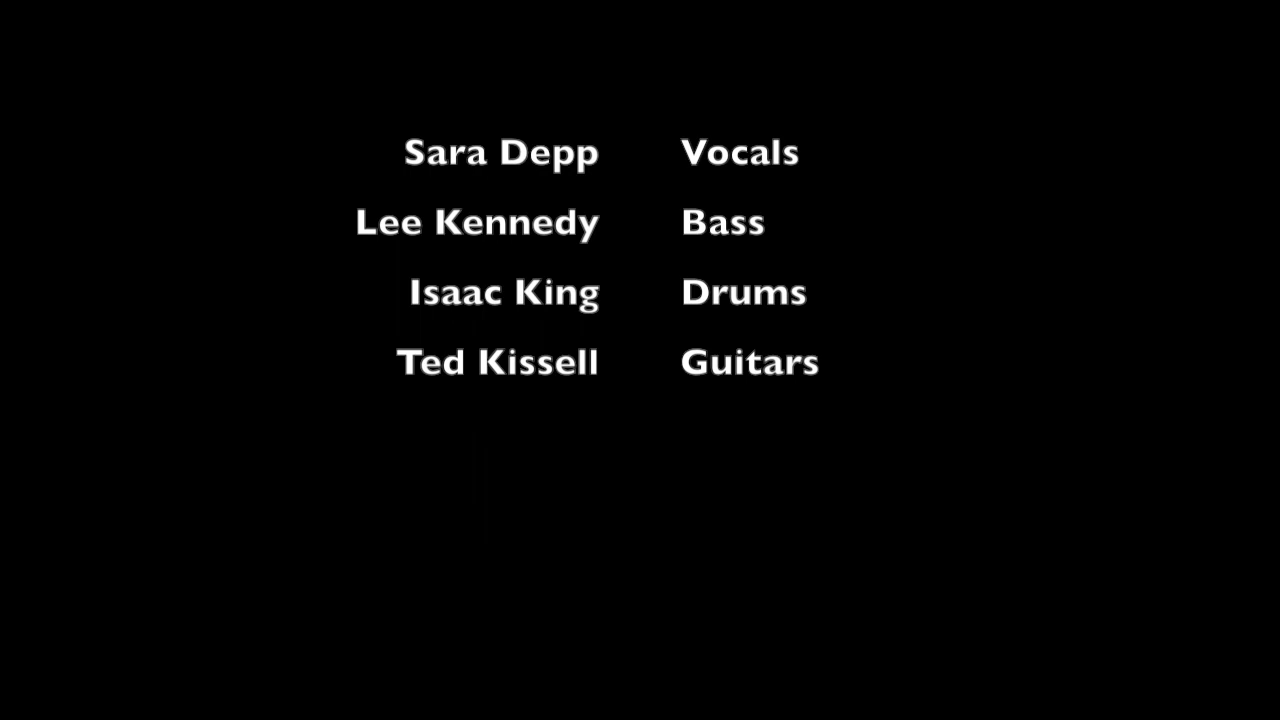 Sara Depp Vocals
Lee Kennedy Bass
Isaac King Drums
Ted Kissell Guitars